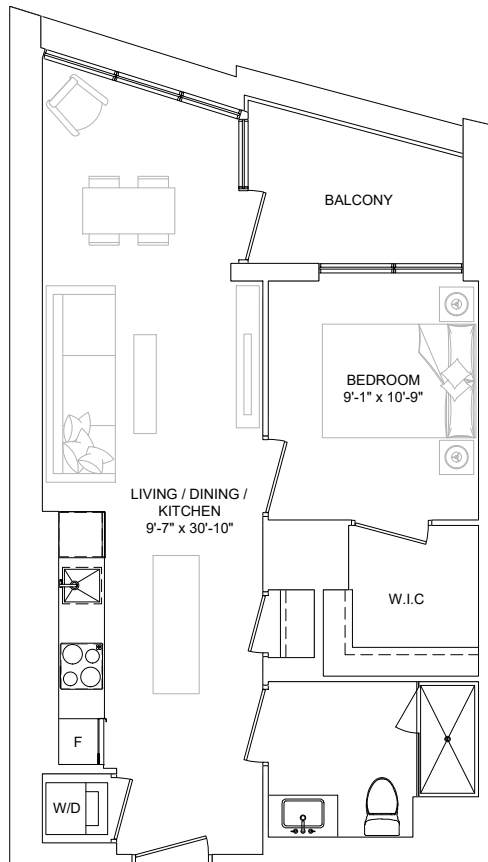 BALCONY
BEDROOM
9'-1" x 10'-9"
LIVING / DINING /
KITCHEN
9'-7" x 30'-10"
W.I.C
F
W/D